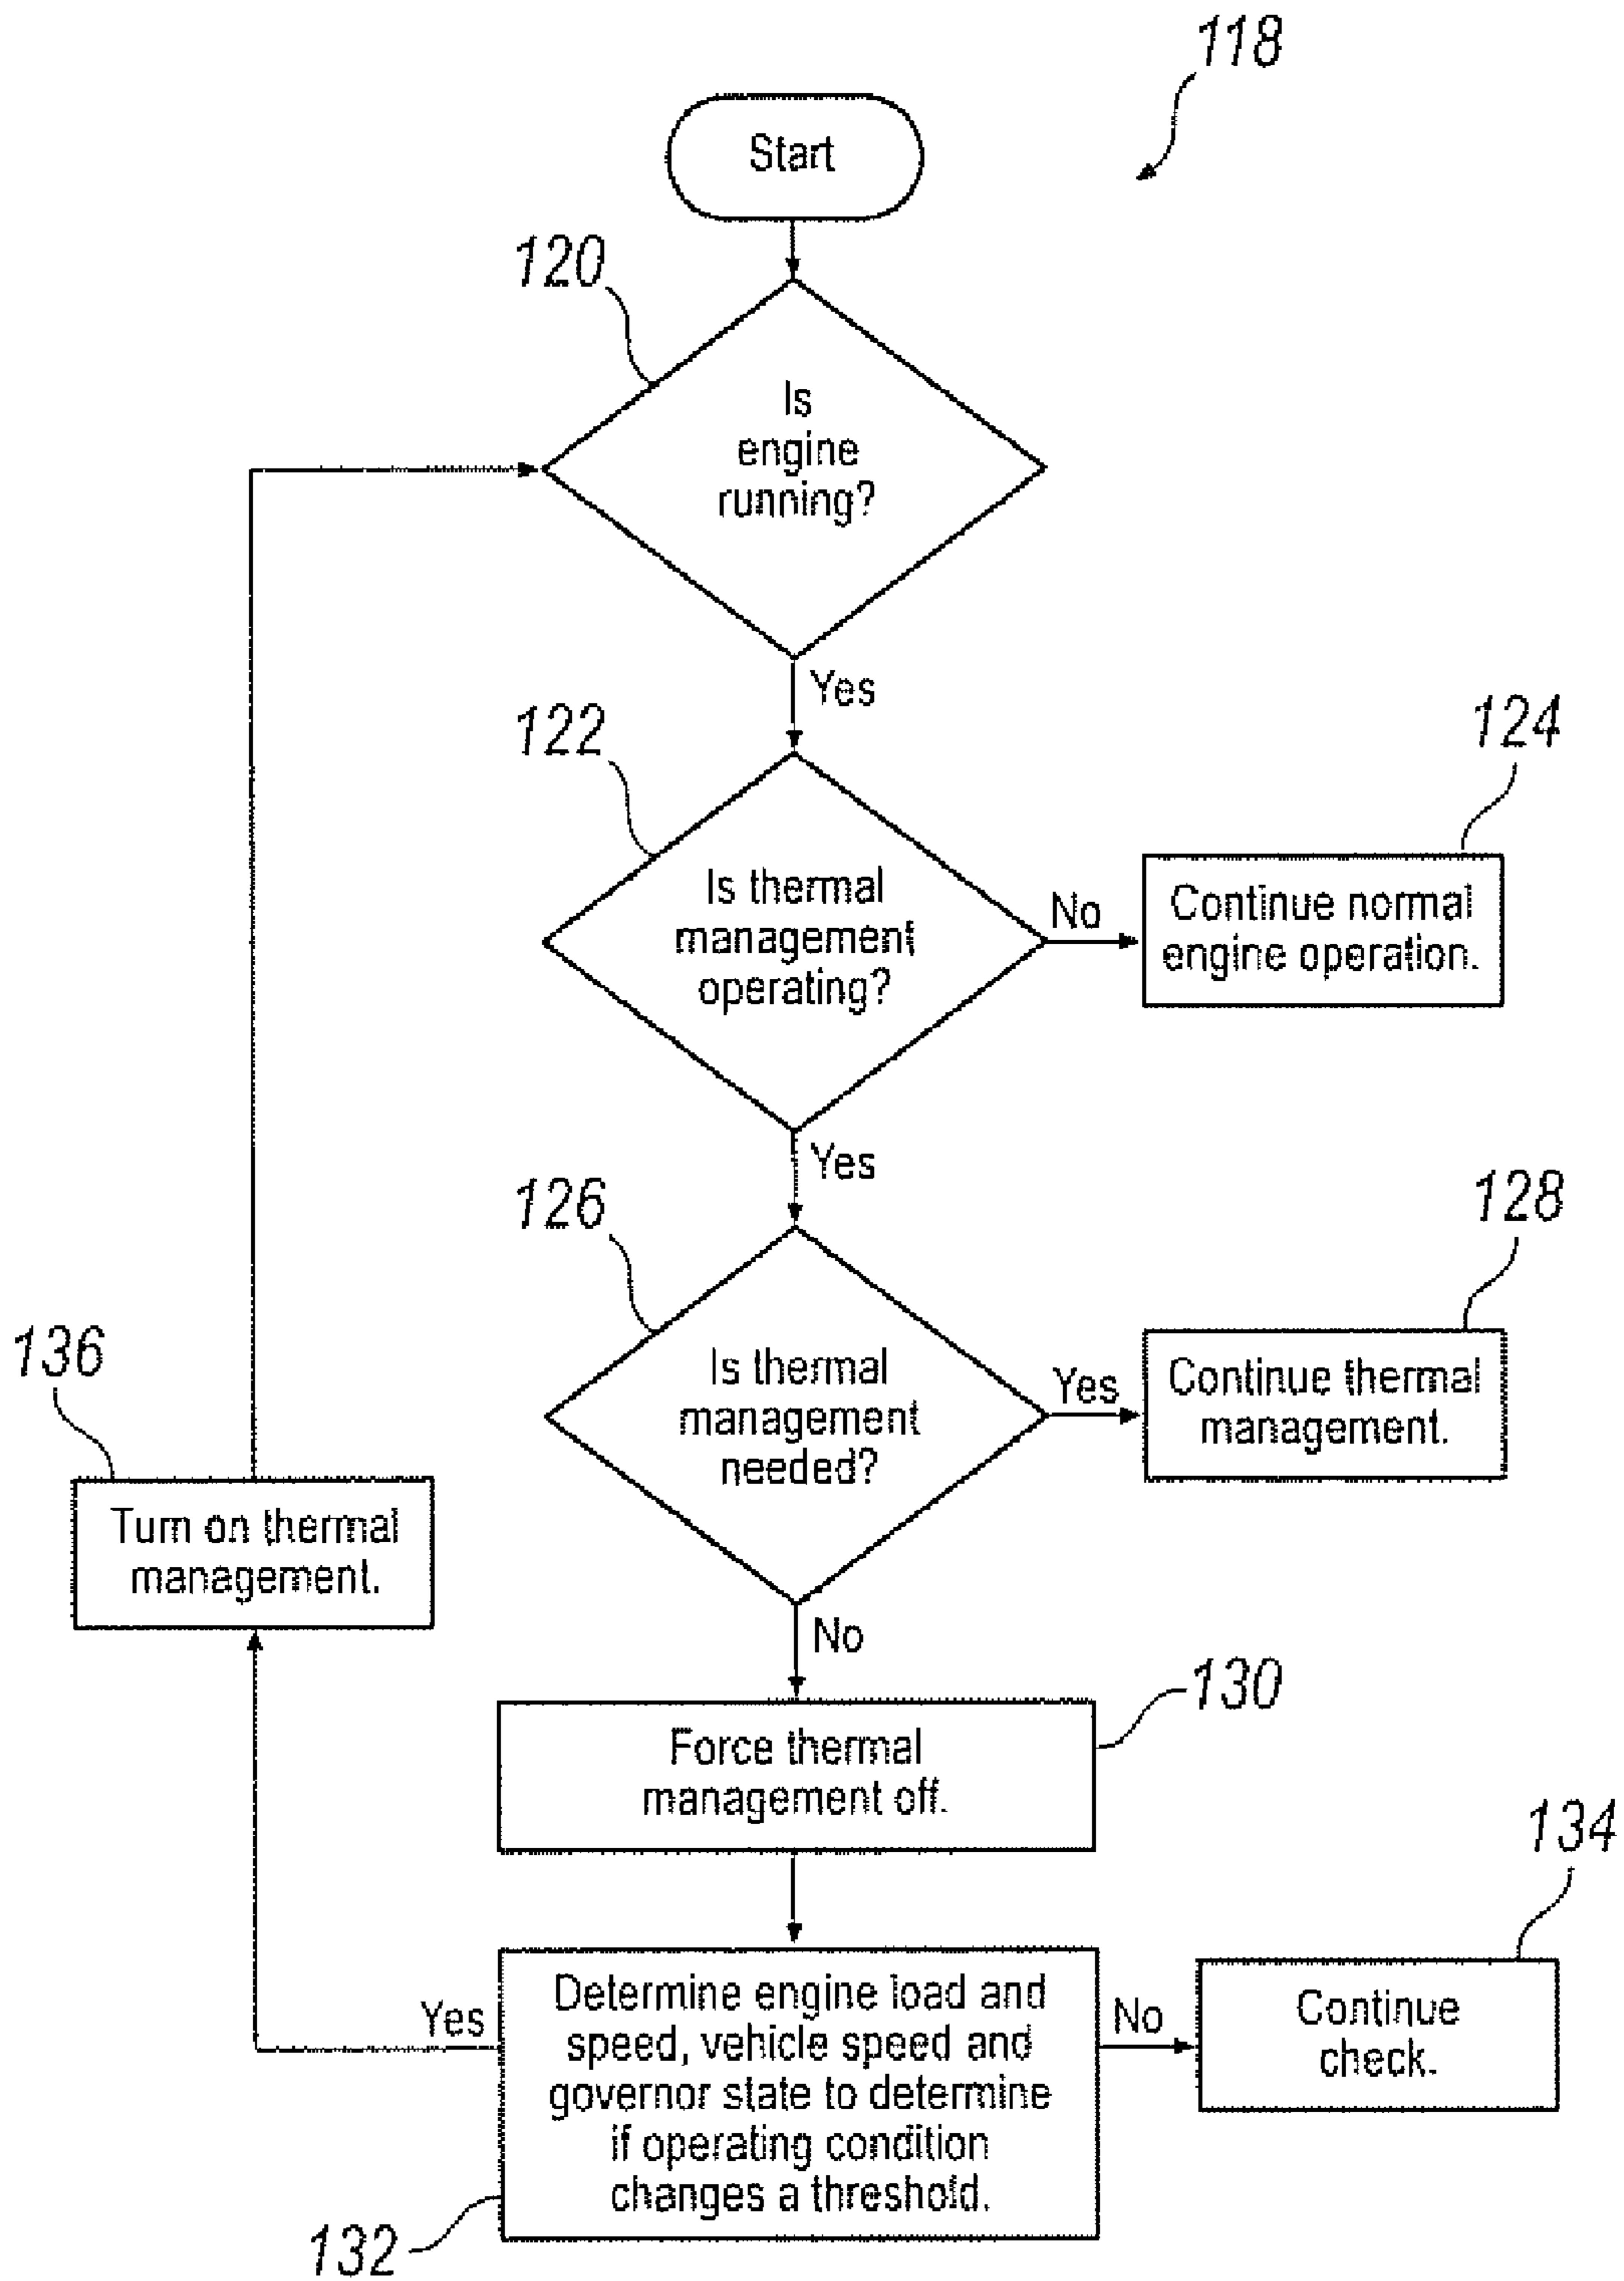 118
Start
120
Is
engine
running?
Yes
122
124
Is thermal
management
operating?
No
Continue normal
engine operation.
Yes
126
128
Is thermal
management
needed?
Yes
Continue thermal
management.
136
Turn on thermal
management.
No
130
Force thermal
management off.
134
Yes
Determine engine load and
speed, vehicle speed and
governor state to determine
if operating condition
changes a threshold.
No
Continue
check.
132